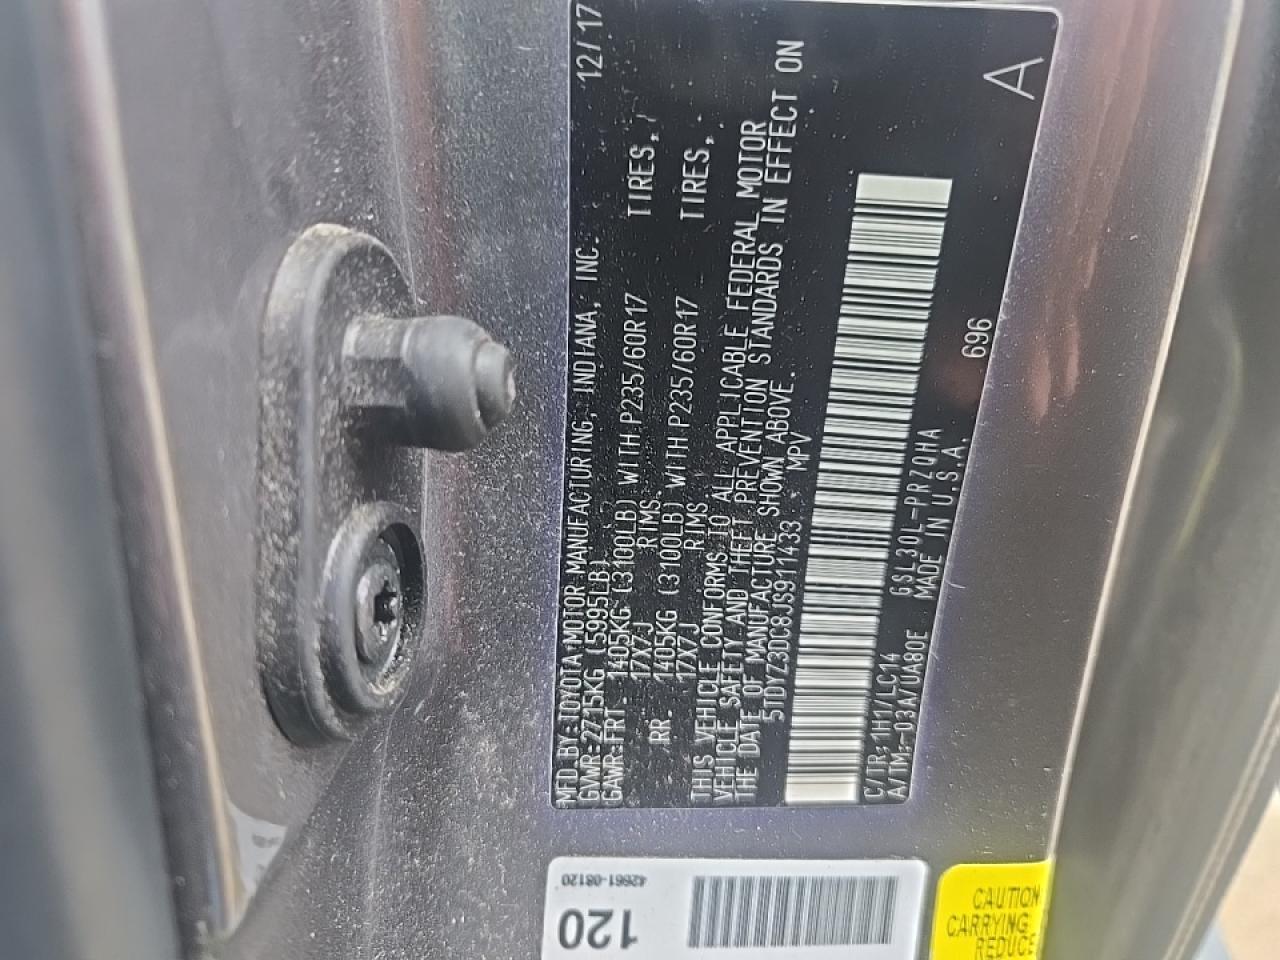 MFD.BY:TOYOTA MOTOR MANUFACTURING, INDIANA, INC. 12/17
GVWR:2715KG (5995LB)
GAWR:FRT. 1405KG (3100LB) WITH P235/60R17 TIRES,
17X7J RIMS.
RR. 1405KG (3100LB) WITH P235/60R17 TIRES,
17X7J RIMS
THIS VEHICLE CONFORMS TO ALL APPLICABLE FEDERAL MOTOR
VEHICLE SAFETY AND THEFT PREVENTION STANDARDS IN EFFECT ON
THE DATE OF MANUFACTURE SHOWN ABOVE.
5TDYZ3DC8JS911433 MPV
C/TR:1H1/LC14 GSL30L-PRZQHA 696 A
A/TM:-03A/UA80E MADE IN U.S.A.
42661-08120
120
CAUTION
CARRYING
REDUCE